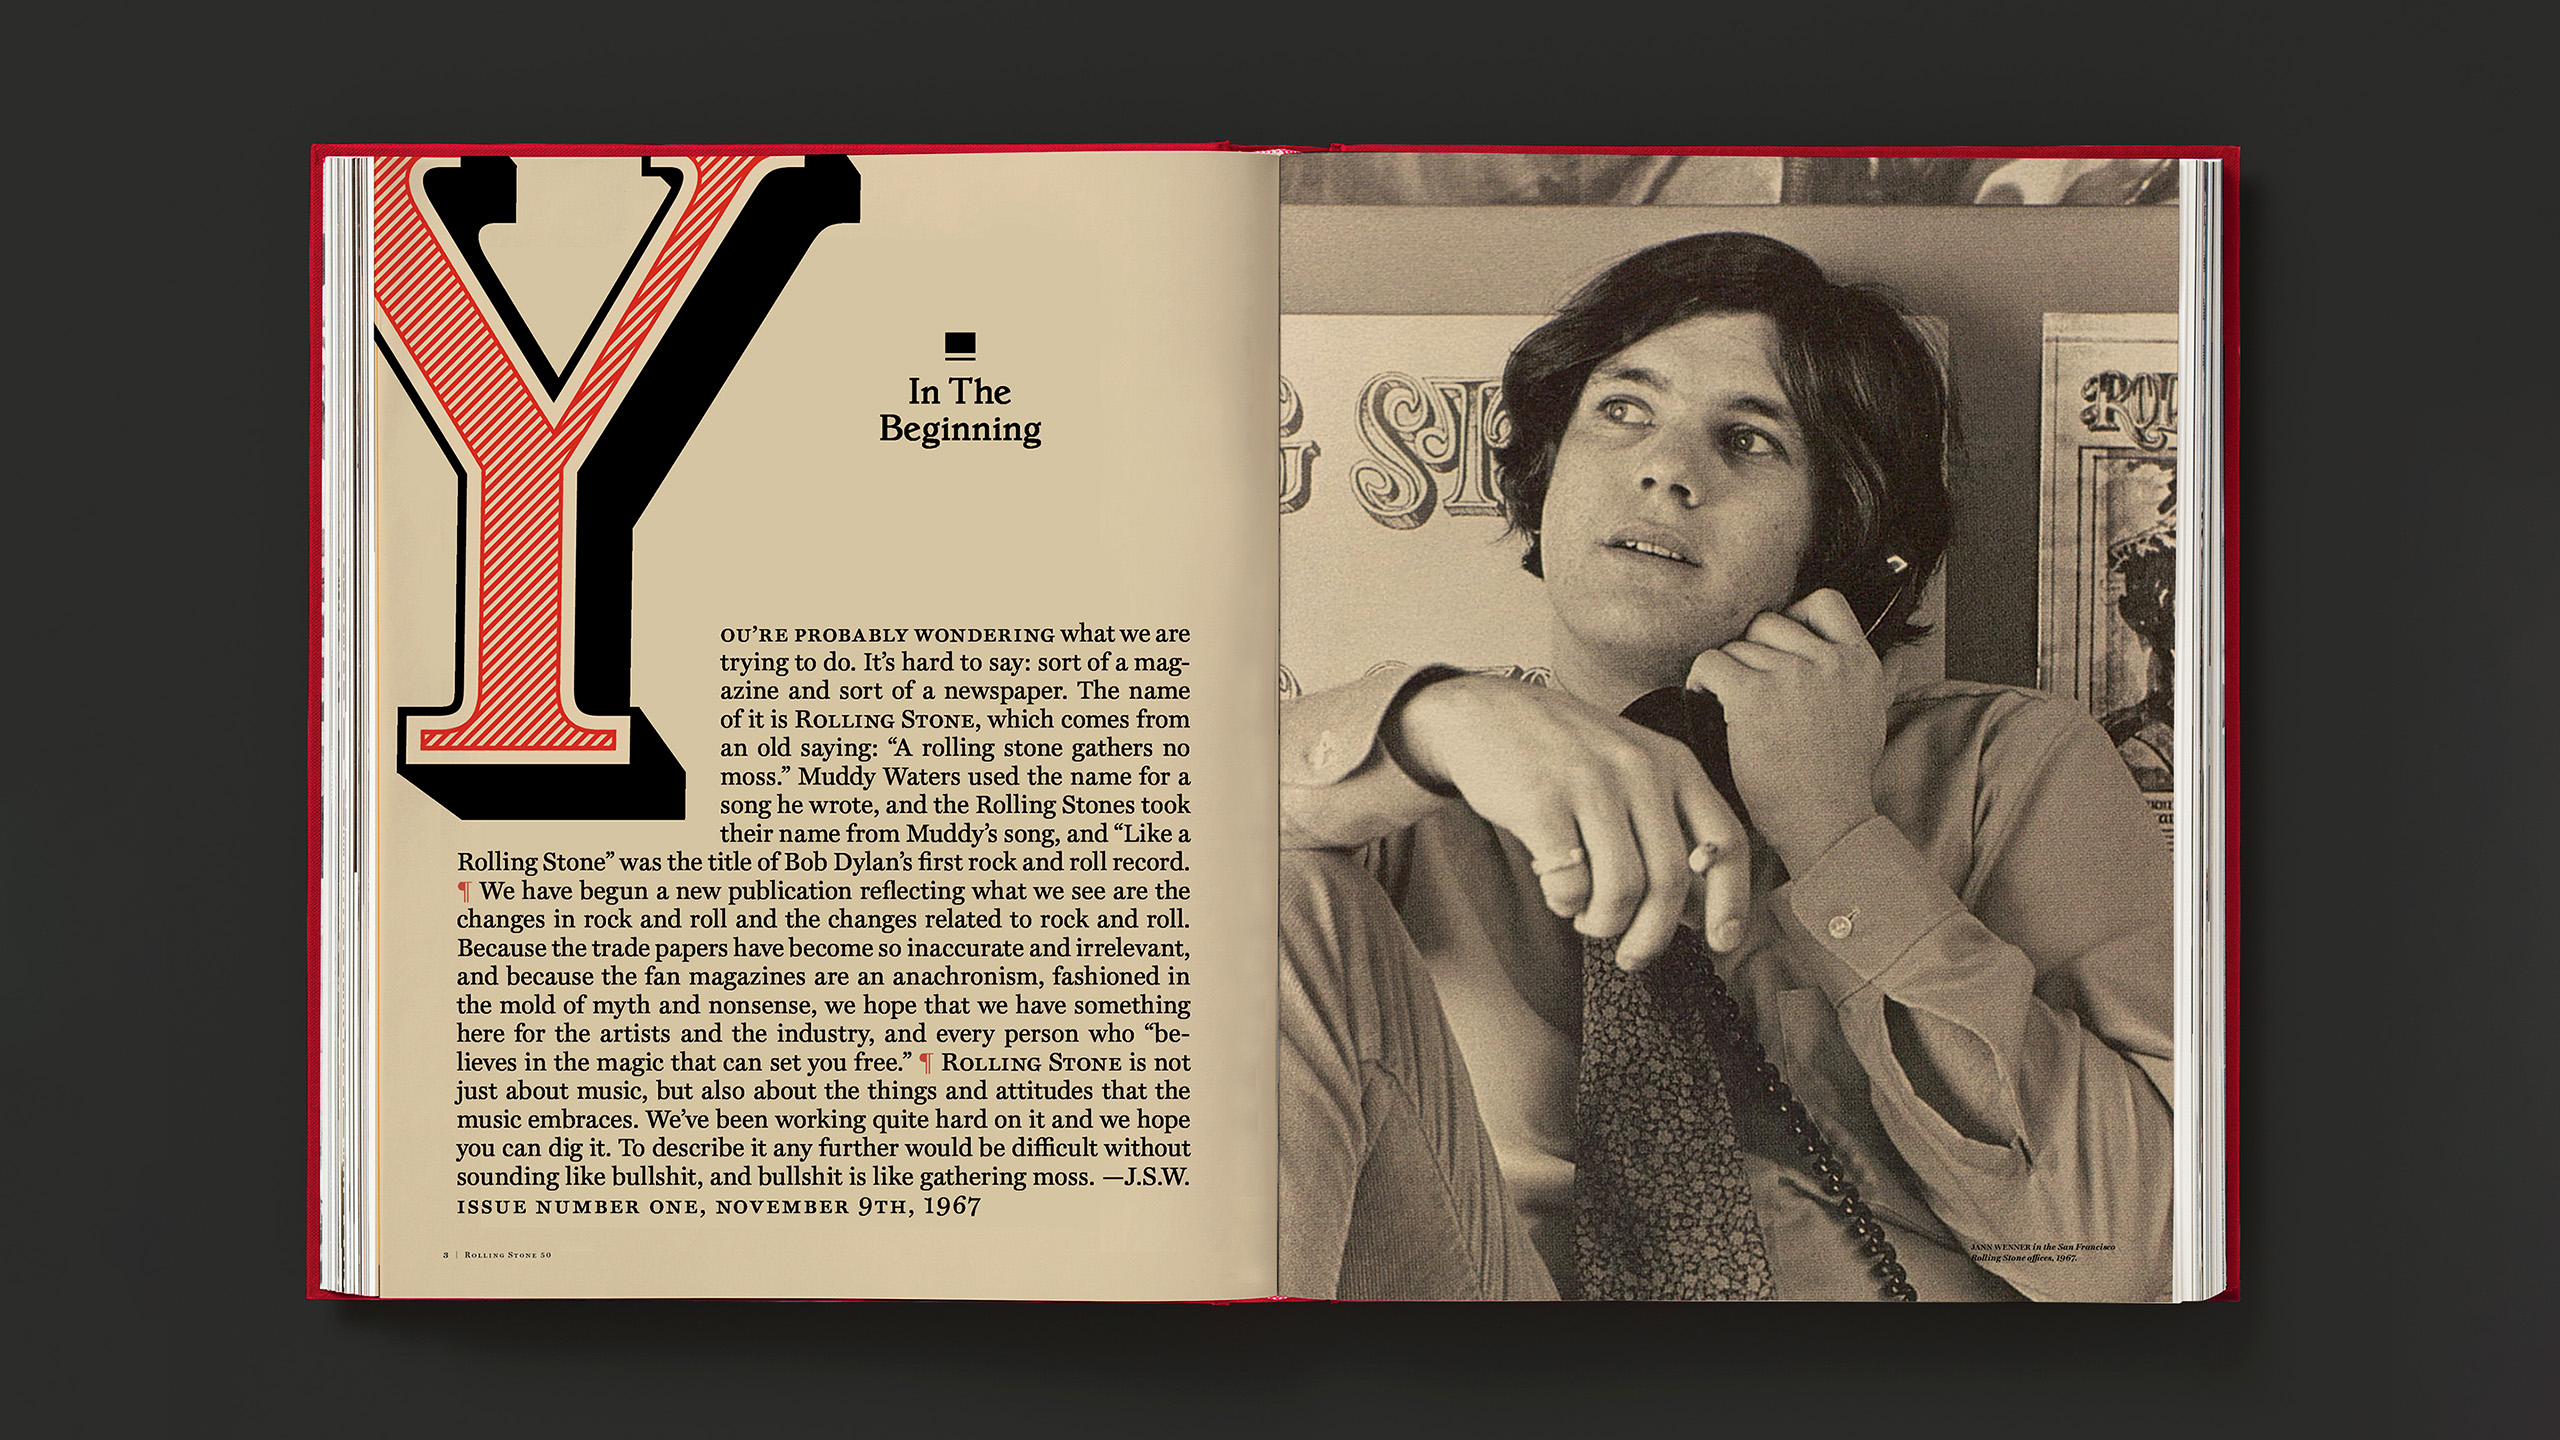 Y
In The
Beginning
OU’RE PROBABLY WONDERING what we are
trying to do. It’s hard to say: sort of a mag-
azine and sort of a newspaper. The name
of it is ROLLING STONE, which comes from
an old saying: “A rolling stone gathers no
moss.” Muddy Waters used the name for a
song he wrote, and the Rolling Stones took
their name from Muddy’s song, and “Like a
Rolling Stone” was the title of Bob Dylan’s first rock and roll record.
¶ We have begun a new publication reflecting what we see are the
changes in rock and roll and the changes related to rock and roll.
Because the trade papers have become so inaccurate and irrelevant,
and because the fan magazines are an anachronism, fashioned in
the mold of myth and nonsense, we hope that we have something
here for the artists and the industry, and every person who “be-
lieves in the magic that can set you free.” ¶ ROLLING STONE is not
just about music, but also about the things and attitudes that the
music embraces. We’ve been working quite hard on it and we hope
you can dig it. To describe it any further would be difficult without
sounding like bullshit, and bullshit is like gathering moss. —J.S.W.
ISSUE NUMBER ONE, NOVEMBER 9TH, 1967
3 | ROLLING STONE 50
G ST
ROL
JANN WENNER in the San Francisco
Rolling Stone offices, 1967.